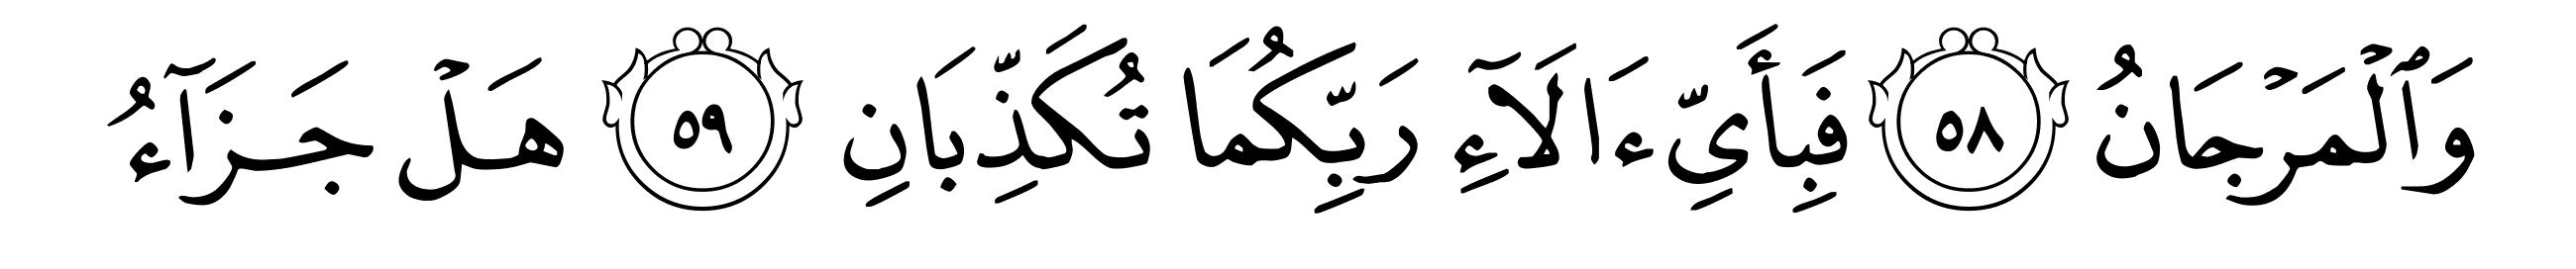 وَٱلْمَرْجَانُ ٥٨ فَبِأَىِّ ءَالَآءِ رَبِّكُمَا تُكَذِّبَانِ ٥٩ هَلْ جَزَآءُ